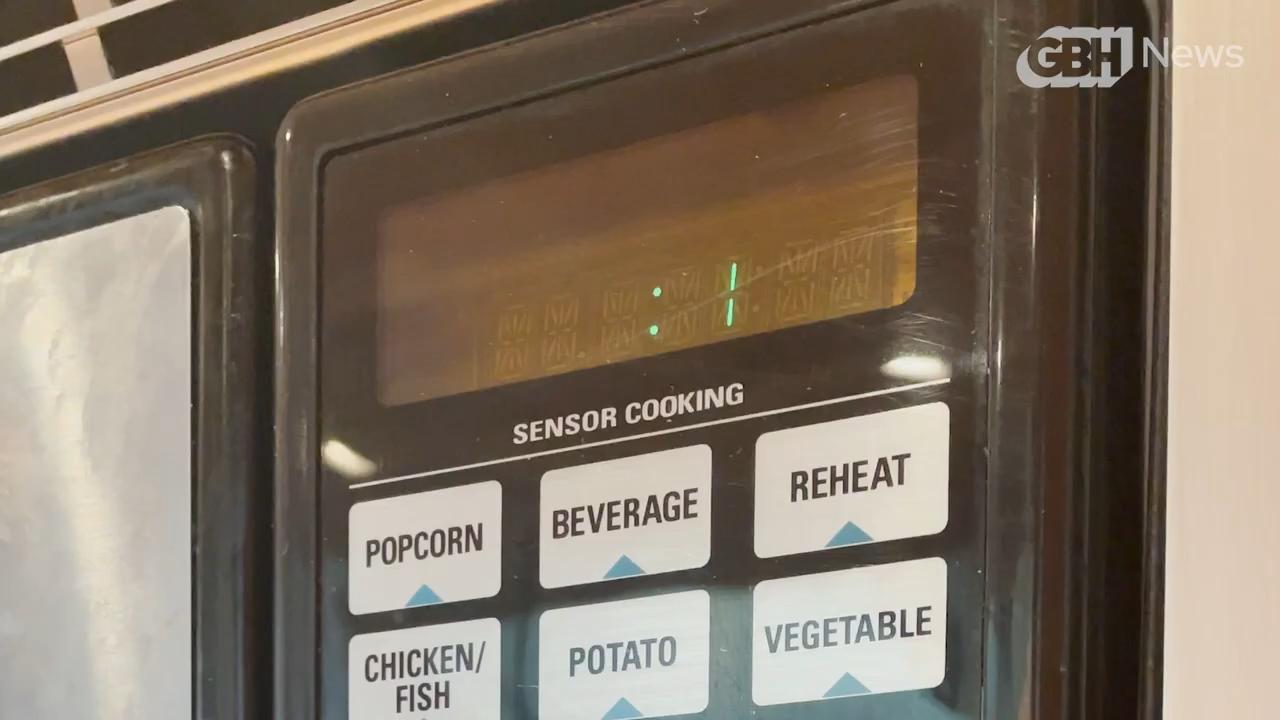 GBH News
:1
SENSOR COOKING
POPCORN
BEVERAGE
REHEAT
CHICKEN/
FISH
POTATO
VEGETABLE